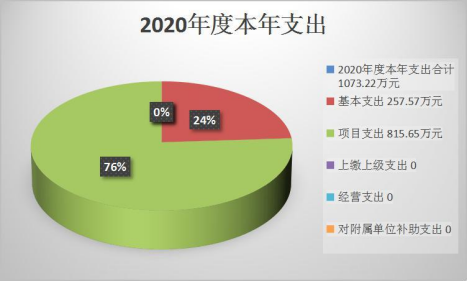 2020年度本年支出
0%
24%
76%
2020年度本年支出合计
1073.22万元
基本支出 257.57万元
项目支出 815.65万元
上缴上级支出 0
经营支出 0
对附属单位补助支出 0